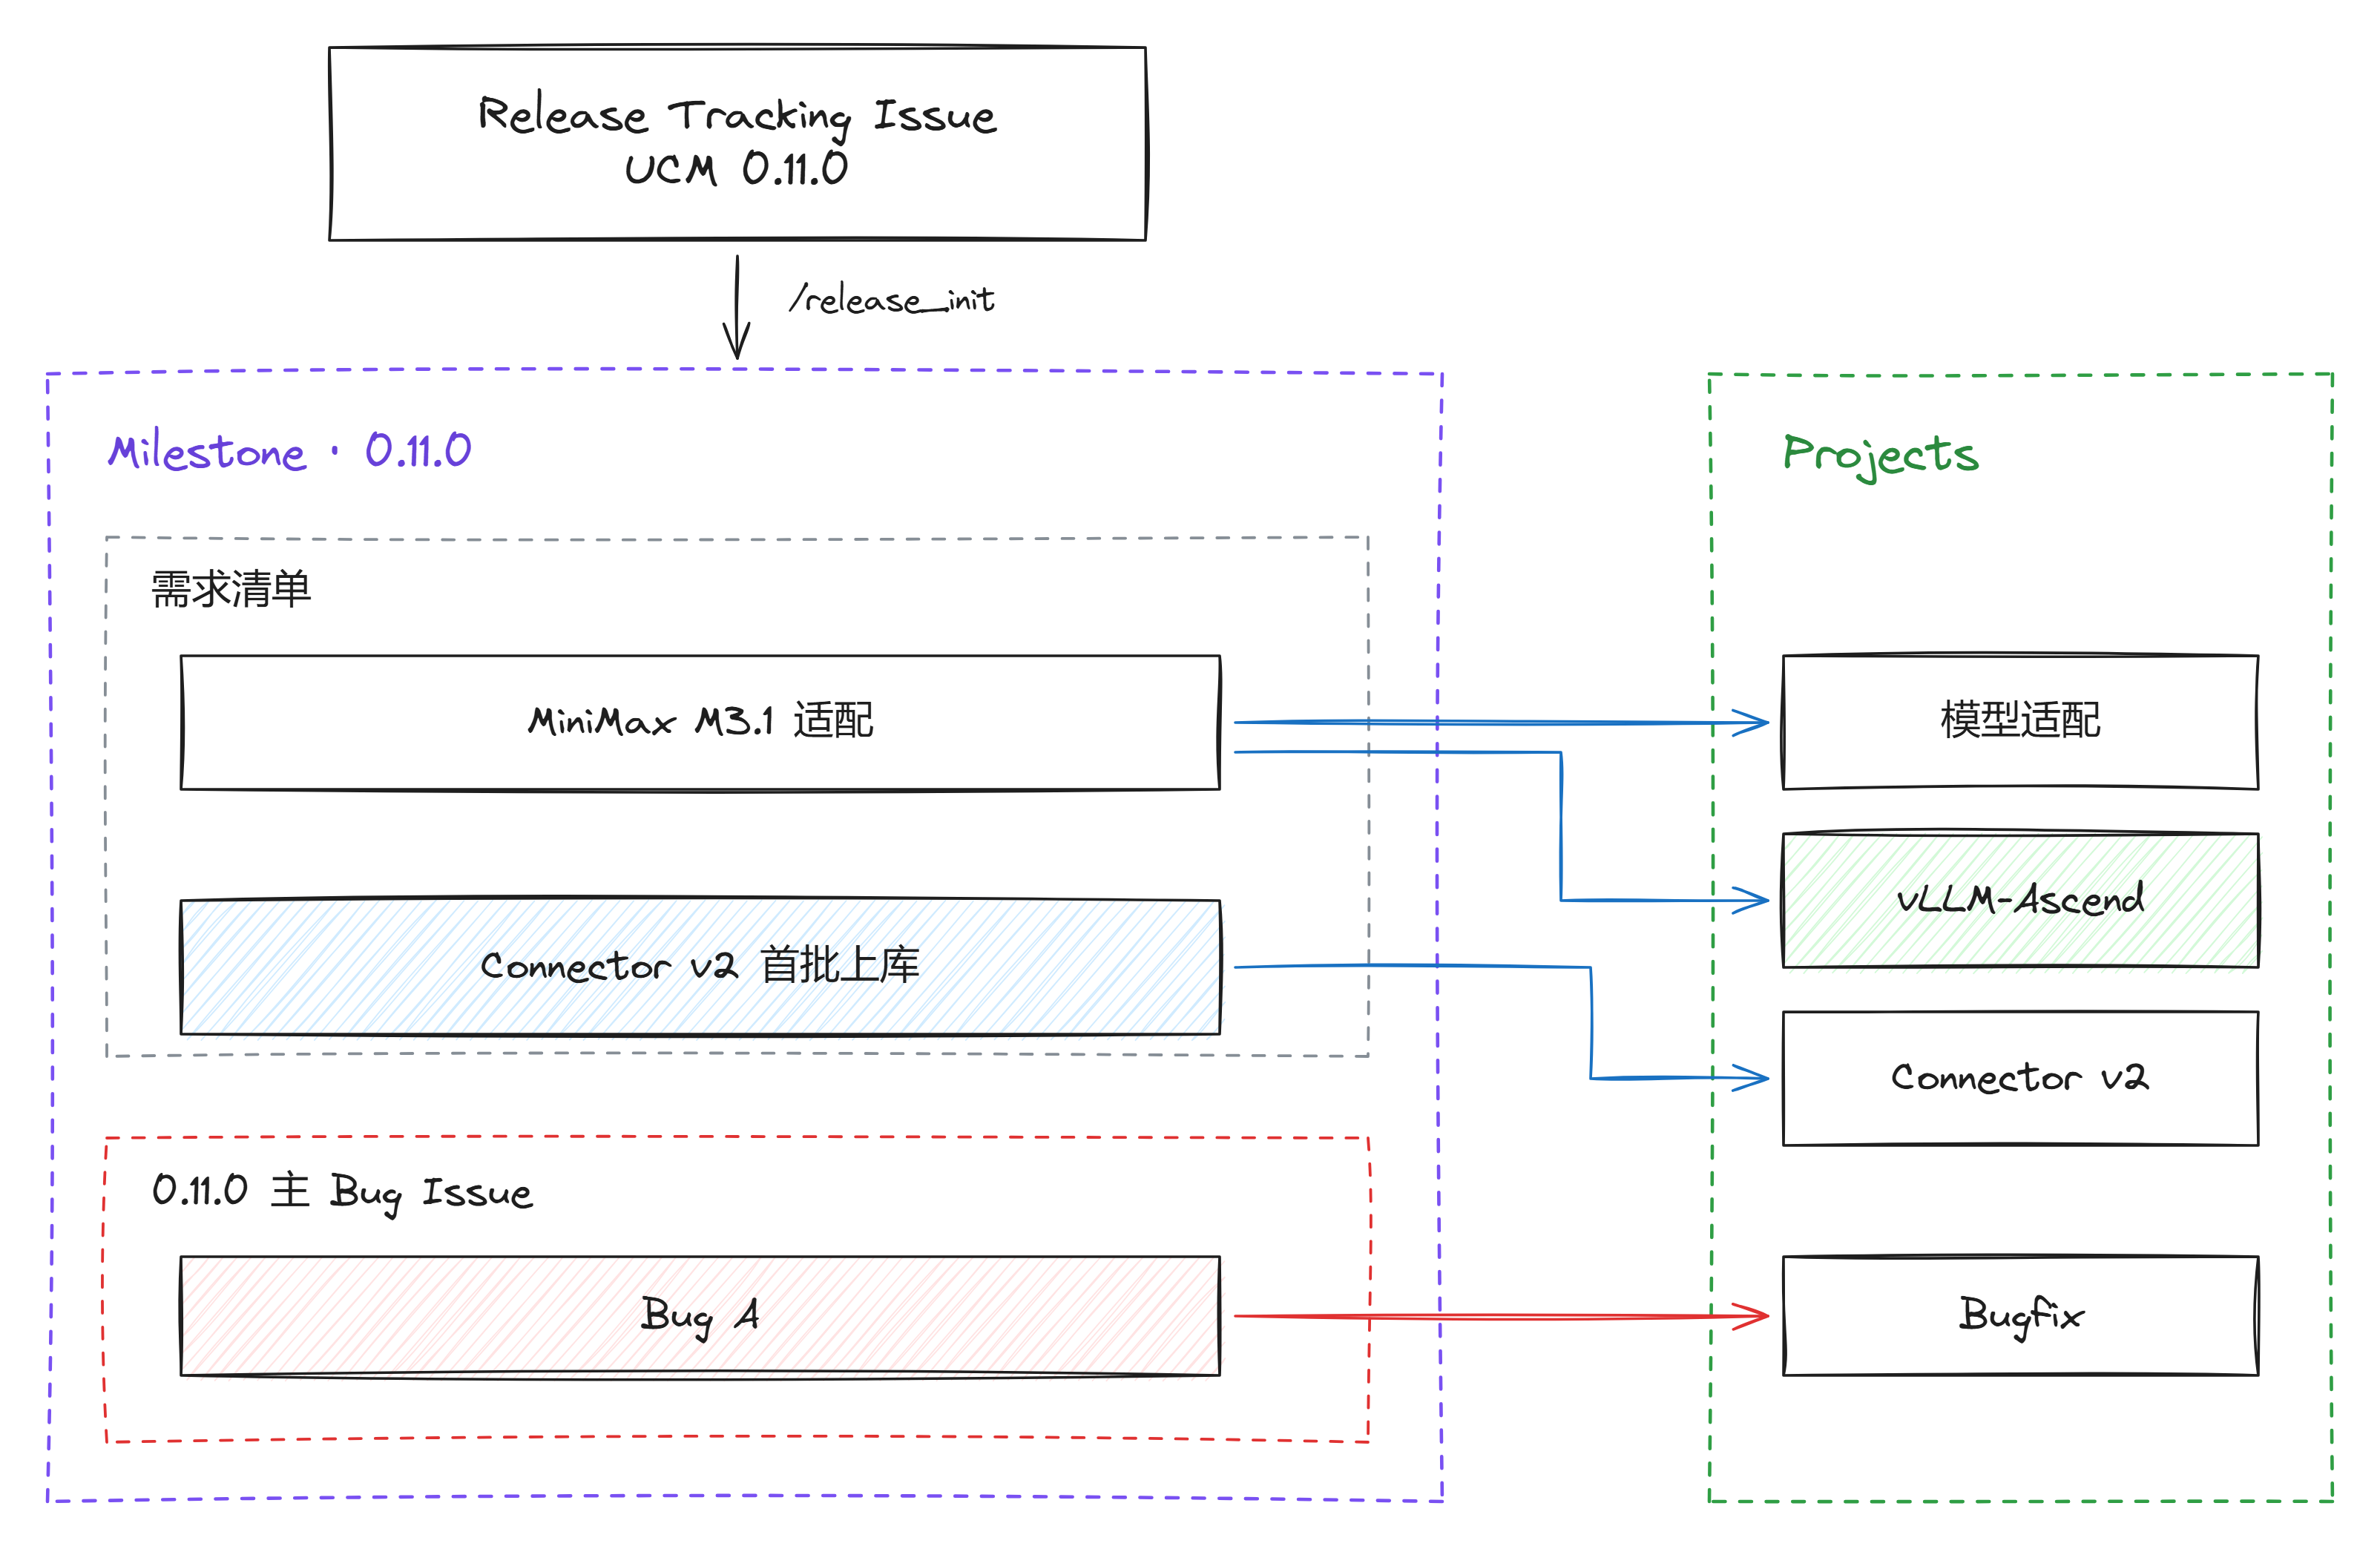 Release Tracking Issue
UCM 0.11.0
/release_init
Milestone · 0.11.0
需求清单
MiniMax M3.1 适配
Connector v2 首批上库
0.11.0 主 Bug Issue
Bug A
Projects
模型适配
vLLM-Ascend
Connector v2
Bugfix